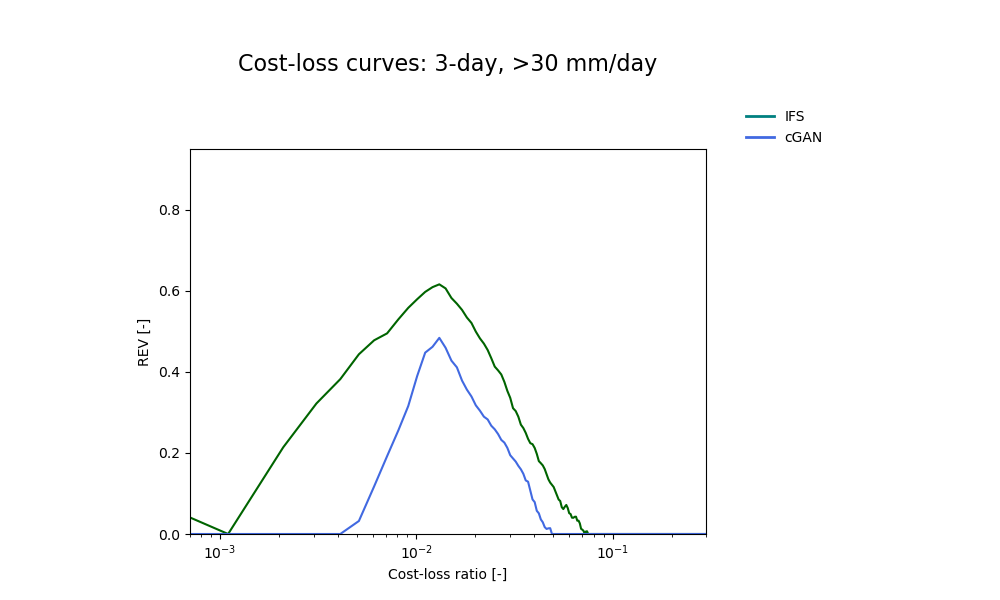 Cost-loss curves: 3-day, >30 mm/day
IFS
cGAN
0.8
0.6
0.4
0.2
0.0
REV [-]
10⁻³ 10⁻² 10⁻¹
Cost-loss ratio [-]